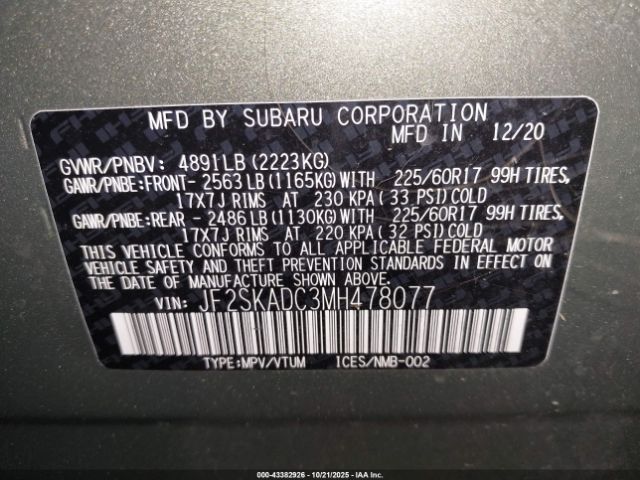 MFD BY SUBARU CORPORATION
MFD IN 12/20
GVWR/PNBV: 4891LB(2223KG)
GAWR/PNBE:FRONT-2563LB(1165KG)WITH 225/60R17 99H TIRES,
17X7J RIMS AT 230 KPA( 33 PSI)COLD
GAWR/PNBE:REAR -2486LB(1130KG)WITH 225/60R17 99H TIRES,
17X7J RIMS AT 220 KPA( 32 PSI)COLD
THIS VEHICLE CONFORMS TO ALL APPLICABLE FEDERAL MOTOR
VEHICLE SAFETY AND THEFT PREVENTION STANDARDS IN EFFECT ON
THE DATE OF MANUFACTURE SHOWN ABOVE.
VIN: JF2SKADC3MH478077
TYPE:MPV/VTUM ICES/NMB-002
000-43382926 - 10/21/2025 - IAA Inc.